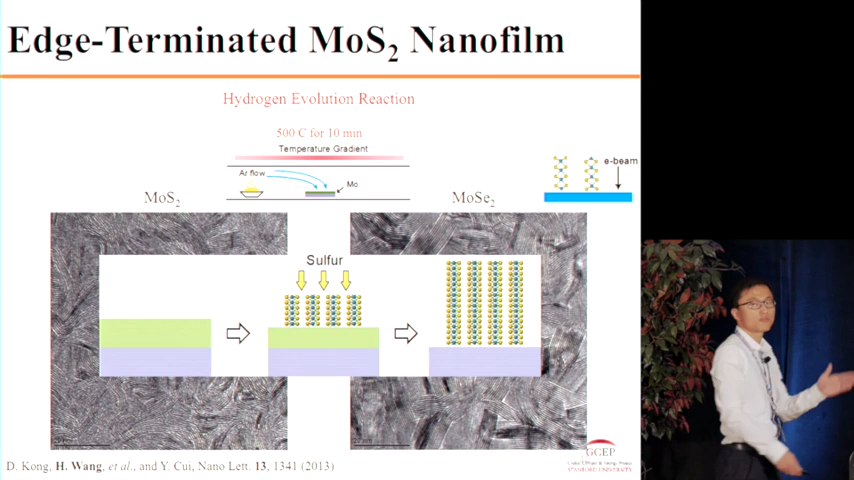 Edge-Terminated MoS2 Nanofilm
Hydrogen Evolution Reaction
500 C for 10 min
Temperature Gradient
Ar flow
Mo
e-beam
MoS2
MoSe2
Sulfur
GCEP
STANFORD UNIVERSITY
D. Kong, H. Wang, et al., and Y. Cui, Nano Lett. 13, 1341 (2013)